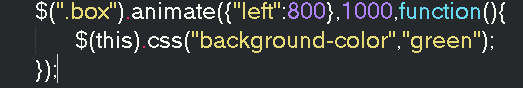 $(".box").animate({"left":800},1000,function(){
$(this).css("background-color","green");
});